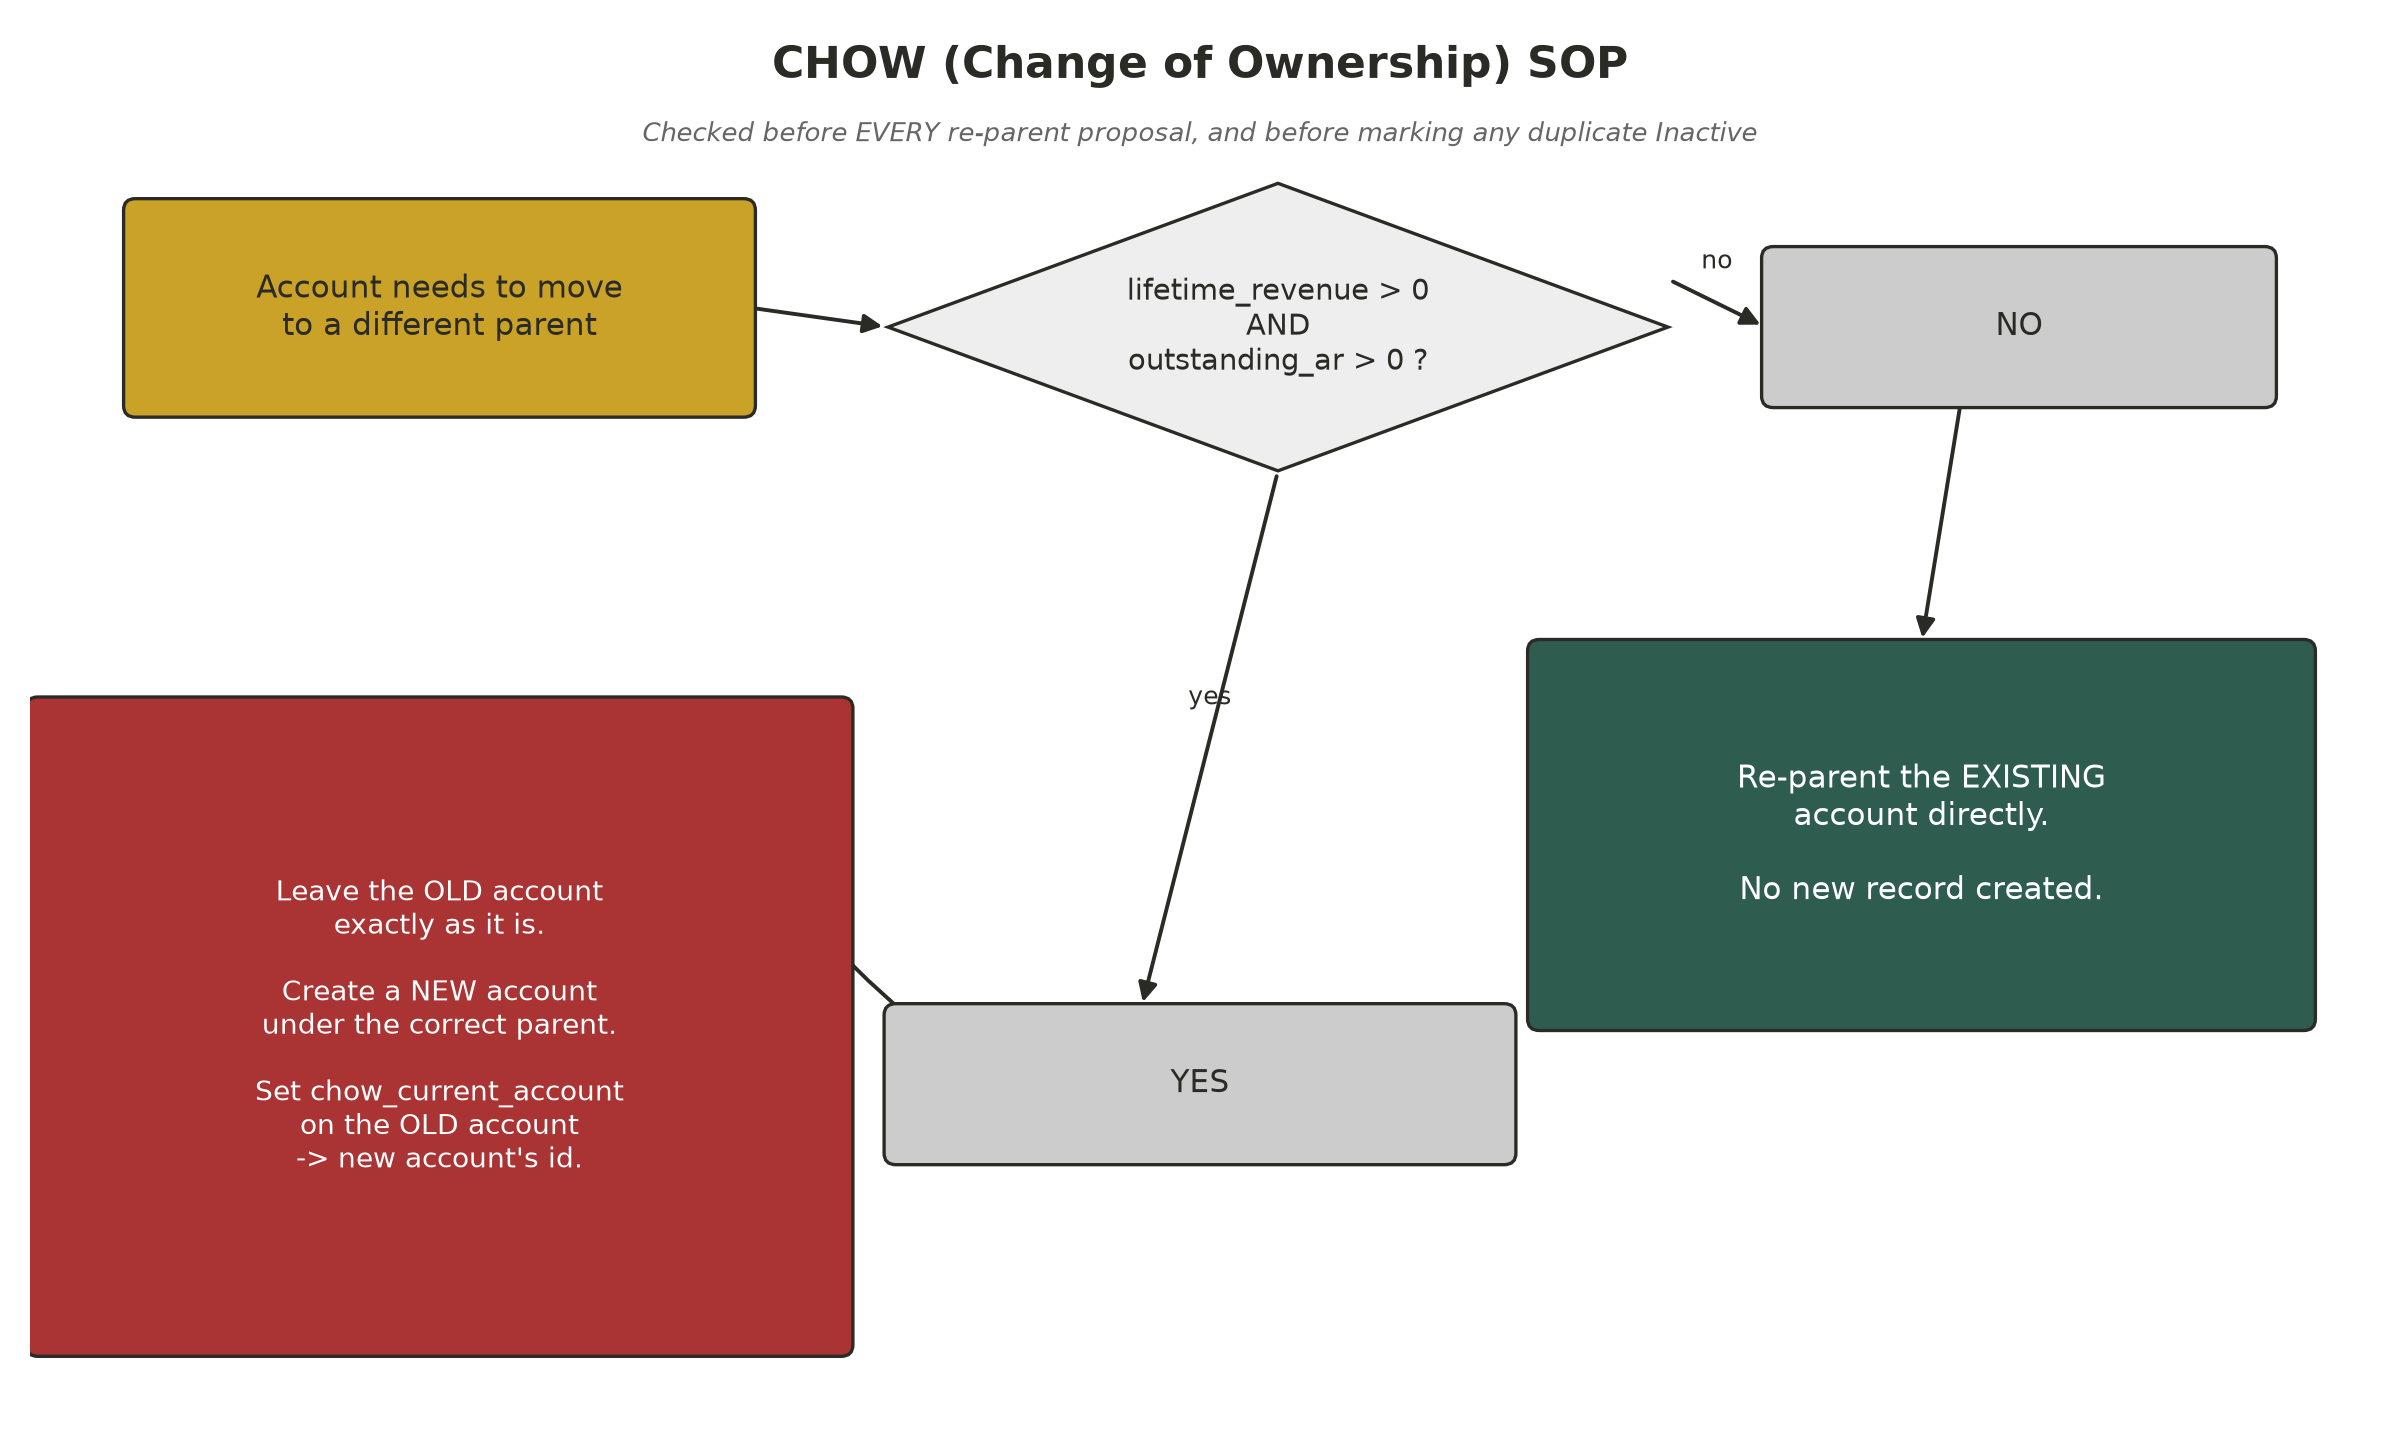 CHOW (Change of Ownership) SOP
Checked before EVERY re-parent proposal, and before marking any duplicate Inactive
Account needs to move
to a different parent
lifetime_revenue > 0
AND
outstanding_ar > 0 ?
no
NO
yes
Re-parent the EXISTING
account directly.
No new record created.
Leave the OLD account
exactly as it is.
Create a NEW account
under the correct parent.
Set chow_current_account
on the OLD account
-> new account's id.
YES